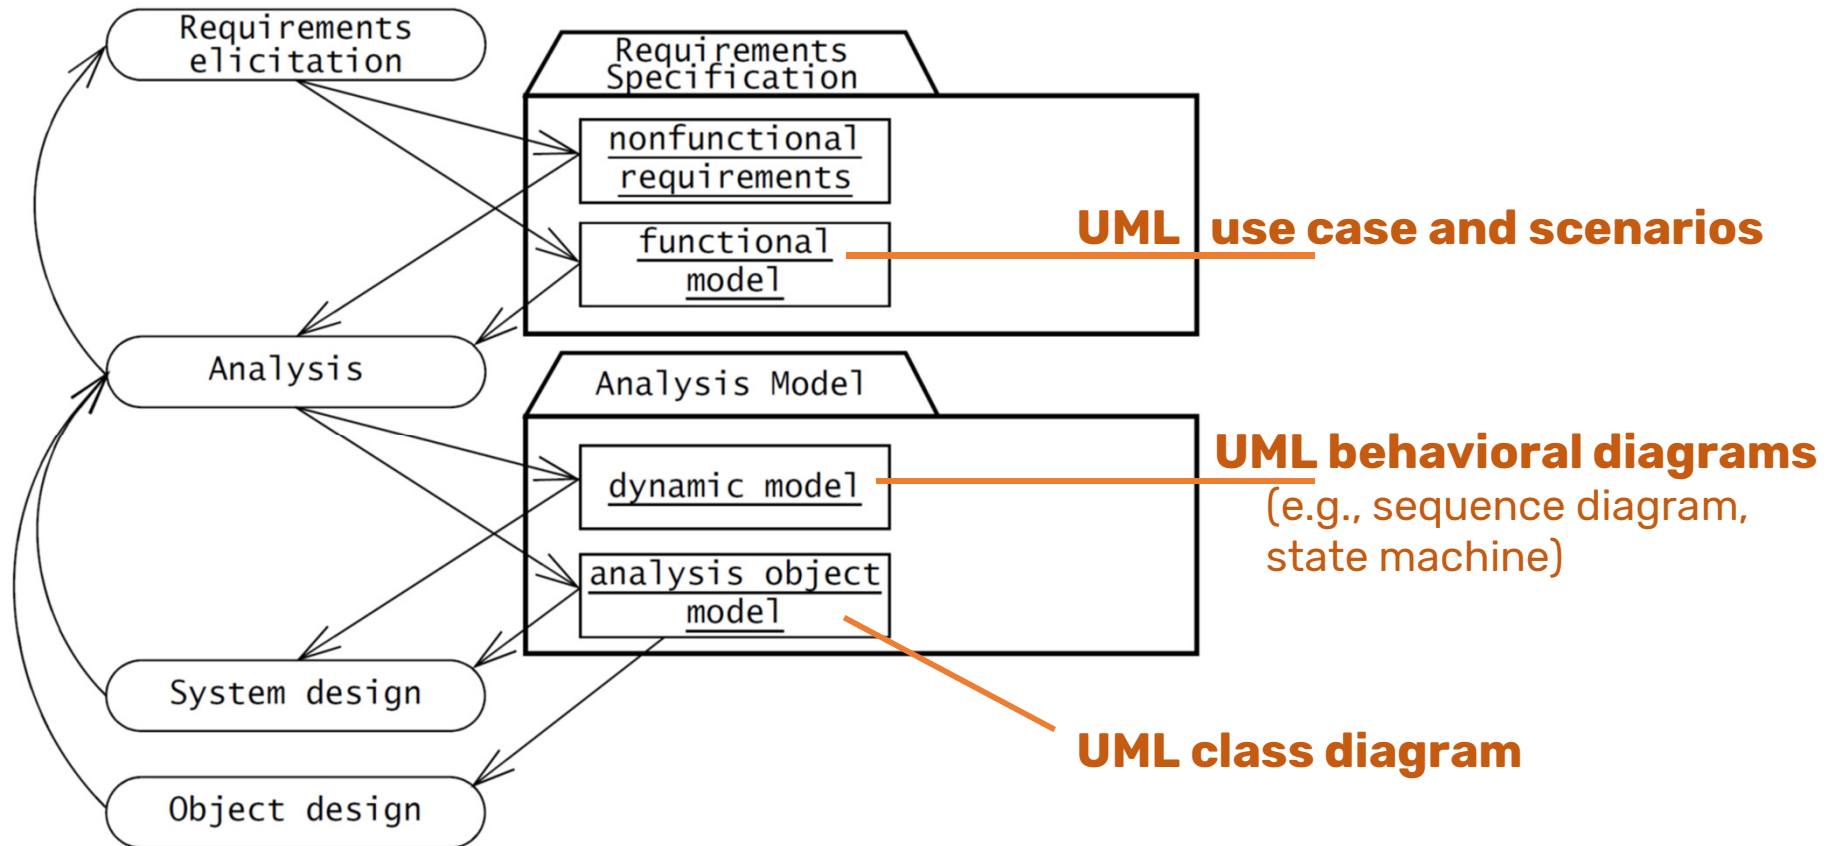 Requirements
elicitation
Requirements
Specification
nonfunctional
requirements
functional
model
UML use case and scenarios
Analysis
Analysis Model
dynamic model
UML behavioral diagrams
(e.g., sequence diagram,
state machine)
analysis object
model
System design
UML class diagram
Object design